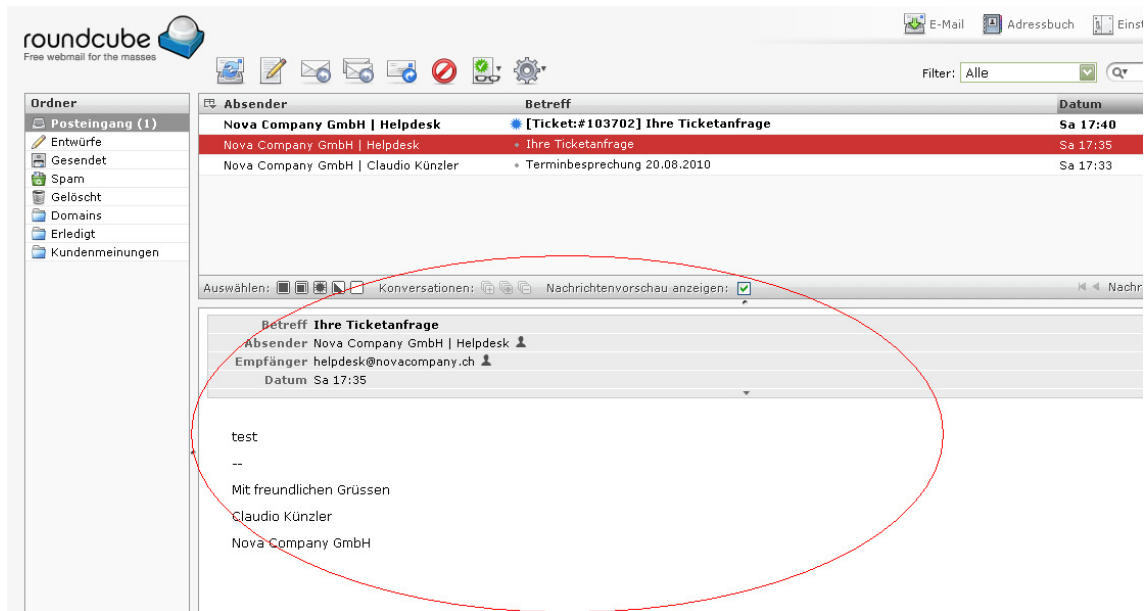 roundcube
Free webmail for the masses
E-Mail Adressbuch Einst
Filter: Alle
Ordner
Posteingang (1)
Entwürfe
Gesendet
Spam
Gelöscht
Domains
Erledigt
Kundenmeinungen
Absender Betreff Datum
Nova Company GmbH | Helpdesk [Ticket:#103702] Ihre Ticketanfrage Sa 17:40
Nova Company GmbH | Helpdesk Ihre Ticketanfrage Sa 17:35
Nova Company GmbH | Claudio Künzler Terminbesprechung 20.08.2010 Sa 17:33
Auswählen: Konversationen: Nachrichtenvorschau anzeigen: Nachr
Betreff Ihre Ticketanfrage
Absender Nova Company GmbH | Helpdesk
Empfänger helpdesk@novacompany.ch
Datum Sa 17:35
test
--
Mit freundlichen Grüssen
Claudio Künzler
Nova Company GmbH